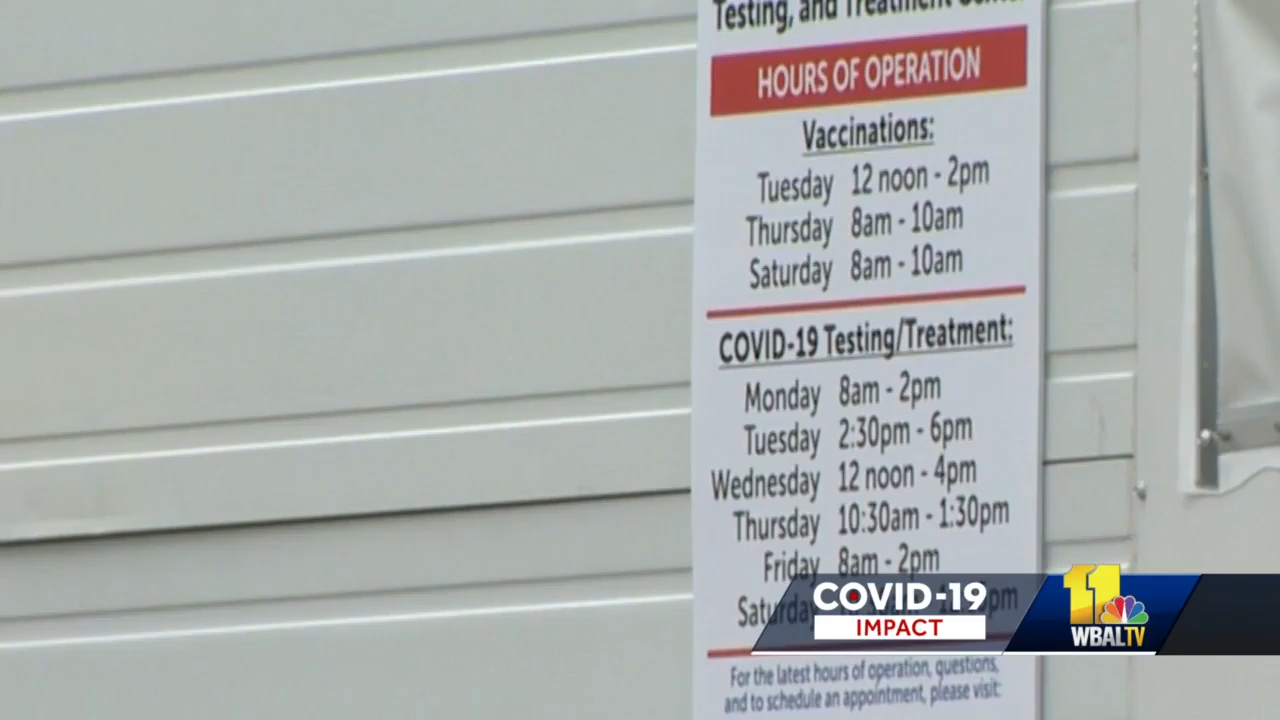 Testing, and Treatment
HOURS OF OPERATION
Vaccinations:
Tuesday 12 noon - 2pm
Thursday 8am - 10am
Saturday 8am - 10am
COVID-19 Testing/Treatment:
Monday 8am - 2pm
Tuesday 2:30pm - 6pm
Wednesday 12 noon - 4pm
Thursday 10:30am - 1:30pm
Friday 8am - 2pm
Saturday
For the latest hours of operation, questions,
and to schedule an appointment, please visit:
COVID-19
IMPACT
11
WBALTV